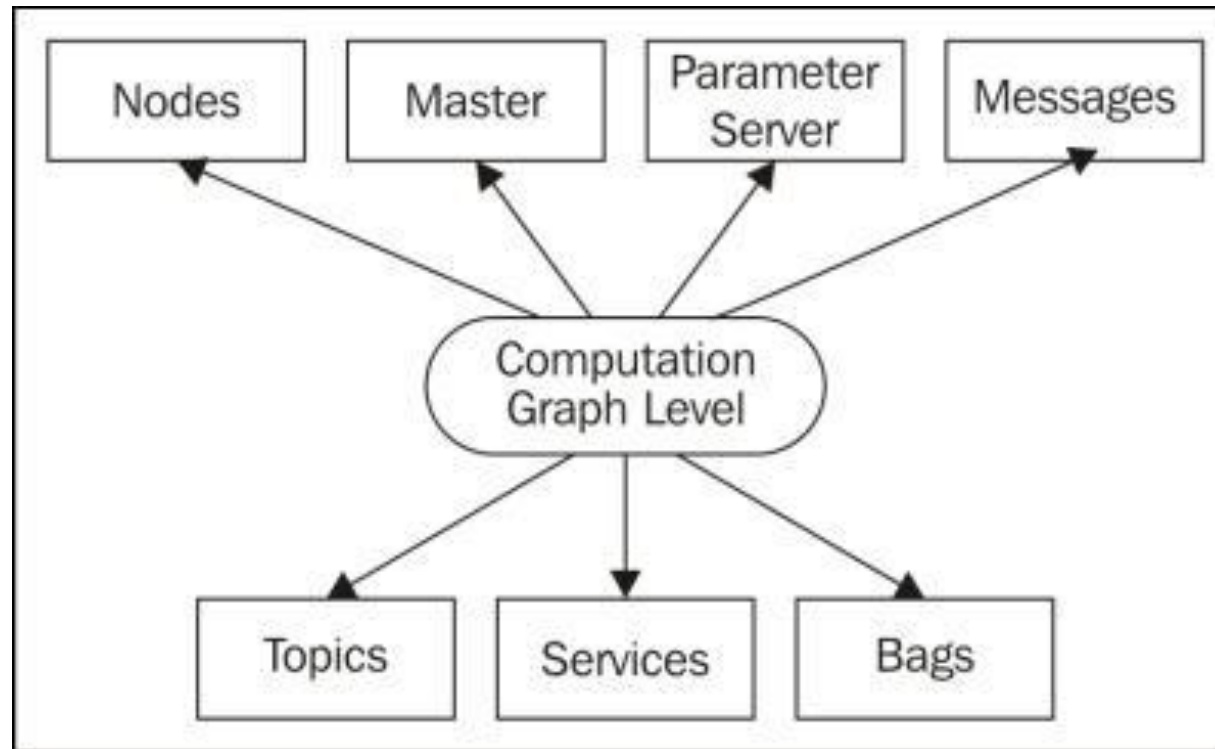 Nodes
Master
Parameter
Server
Messages
Computation
Graph Level
Topics
Services
Bags